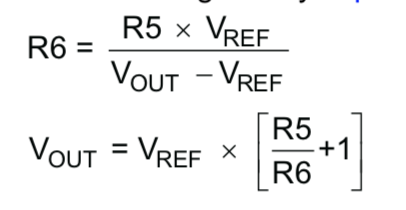 R6 = R5 × VREF / VOUT − VREF
VOUT = VREF × [R5 / R6 +1]